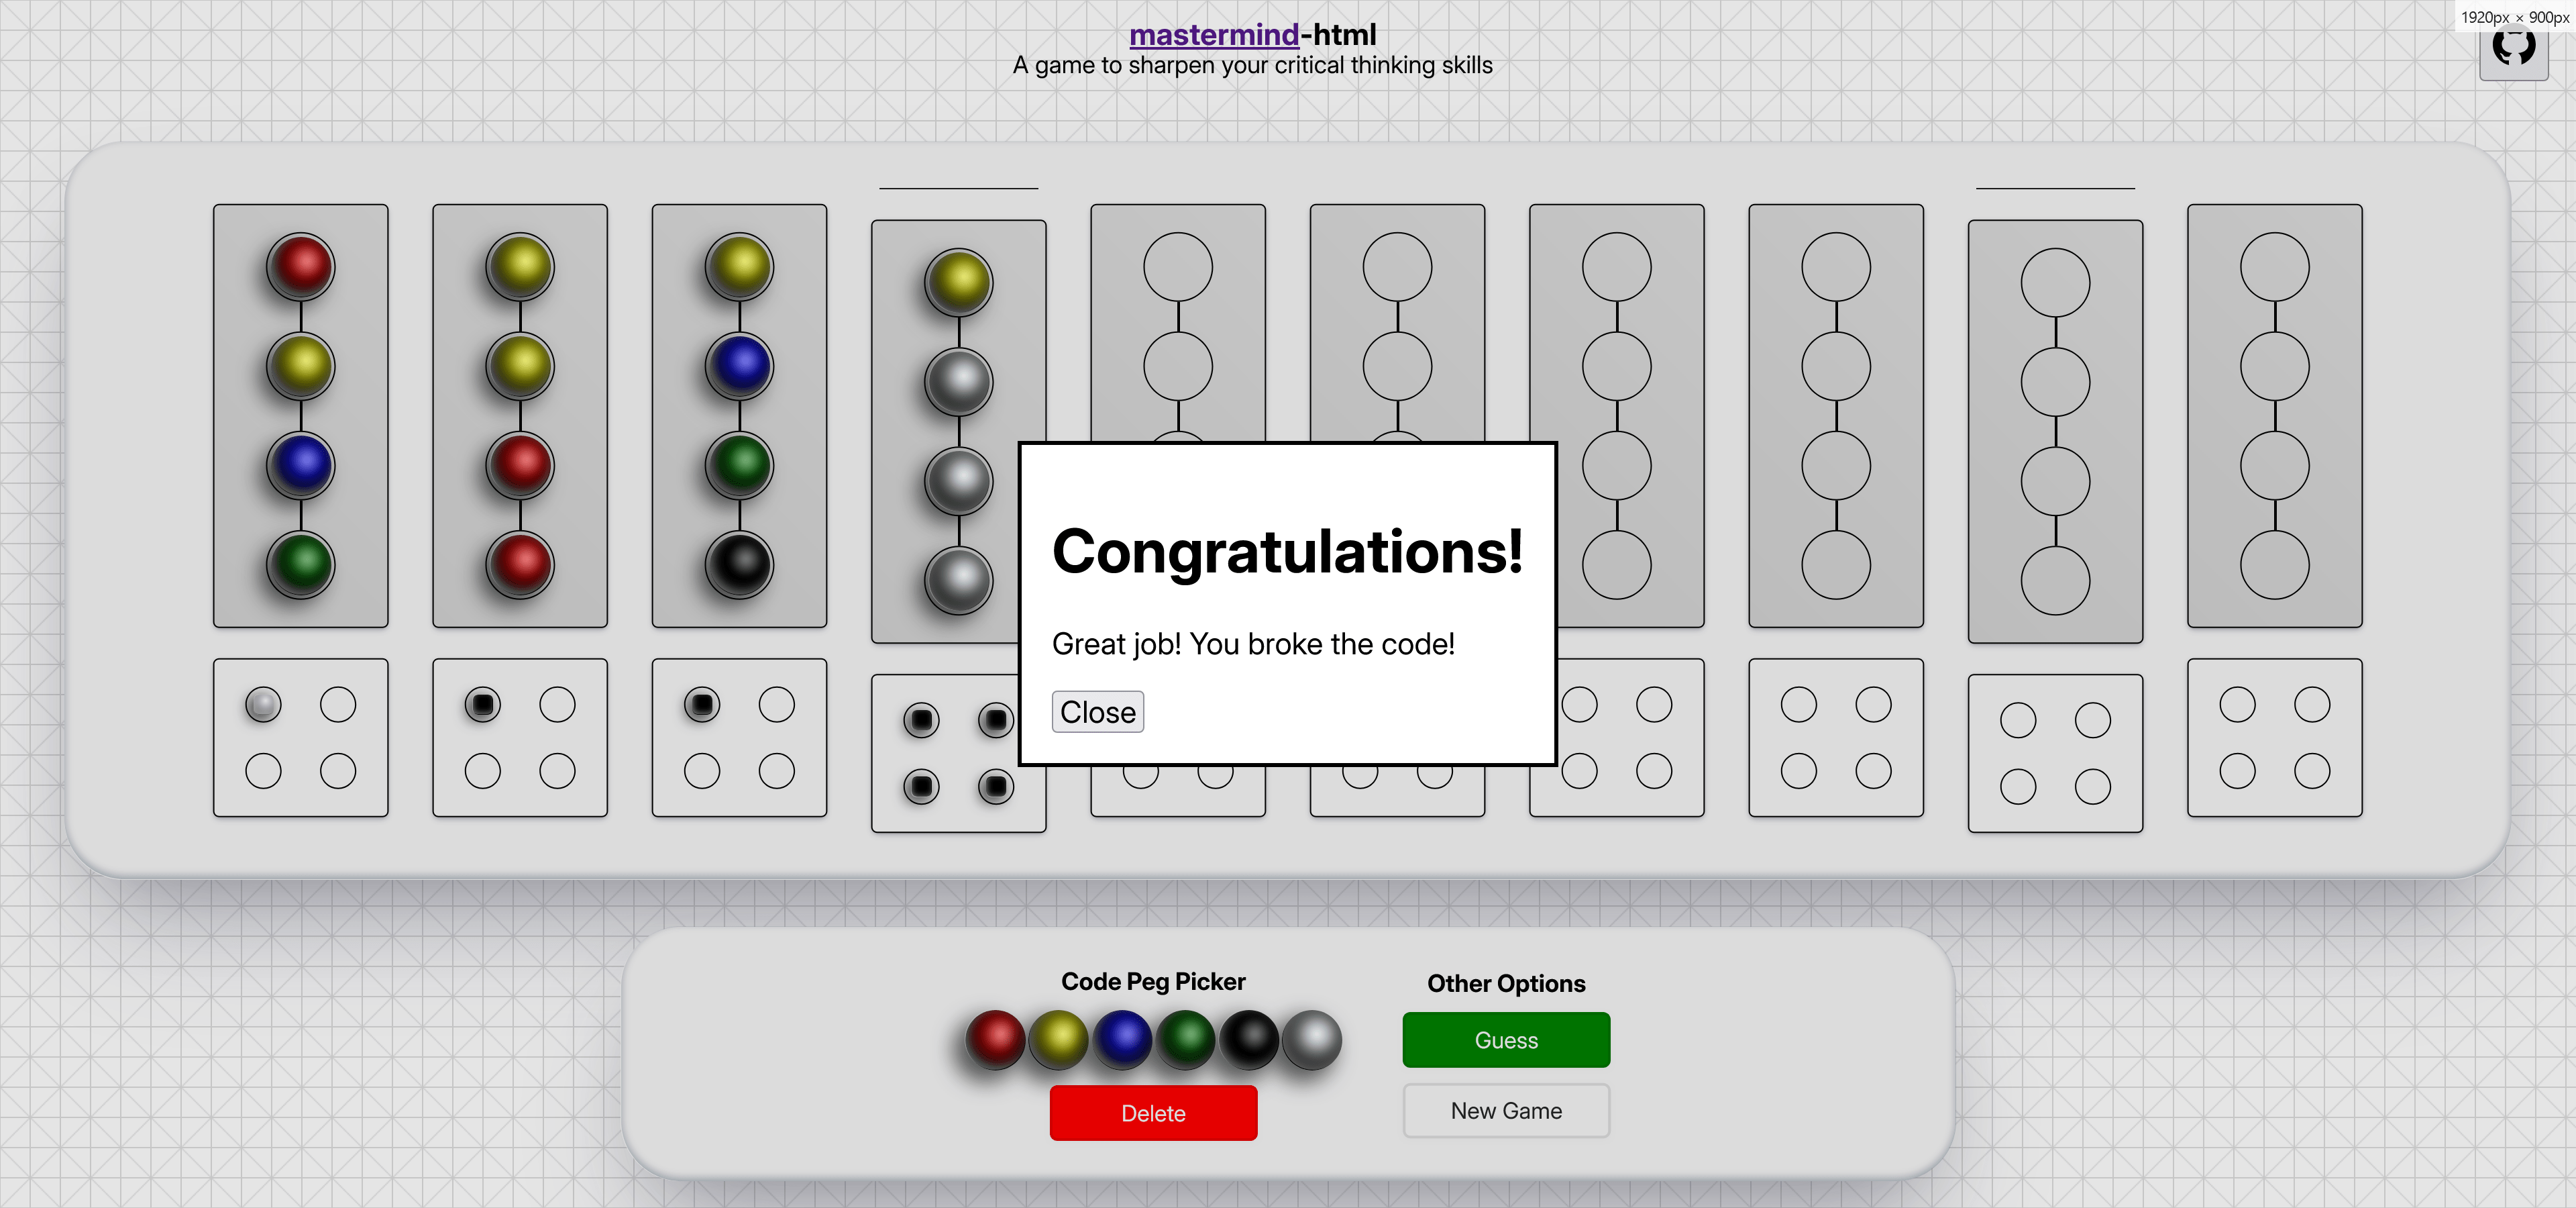 1920px × 900px
mastermind-html
A game to sharpen your critical thinking skills
Congratulations!
Great job! You broke the code!
Close
Code Peg Picker
Other Options
Guess
Delete
New Game